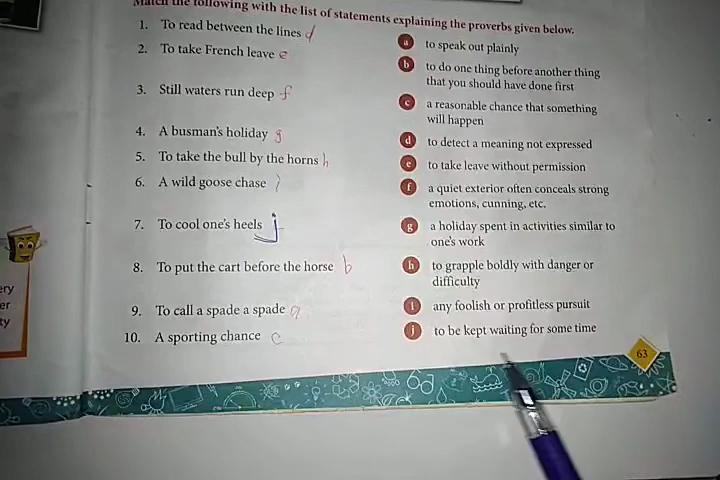 Match the following with the list of statements explaining the proverbs given below.
1. To read between the lines d
2. To take French leave e
3. Still waters run deep f
4. A busman's holiday g
5. To take the bull by the horns h
6. A wild goose chase i
7. To cool one's heels j
8. To put the cart before the horse b
9. To call a spade a spade a
10. A sporting chance c
a to speak out plainly
b to do one thing before another thing
that you should have done first
c a reasonable chance that something
will happen
d to detect a meaning not expressed
e to take leave without permission
f a quiet exterior often conceals strong
emotions, cunning, etc.
g a holiday spent in activities similar to
one's work
h to grapple boldly with danger or
difficulty
i any foolish or profitless pursuit
j to be kept waiting for some time
63